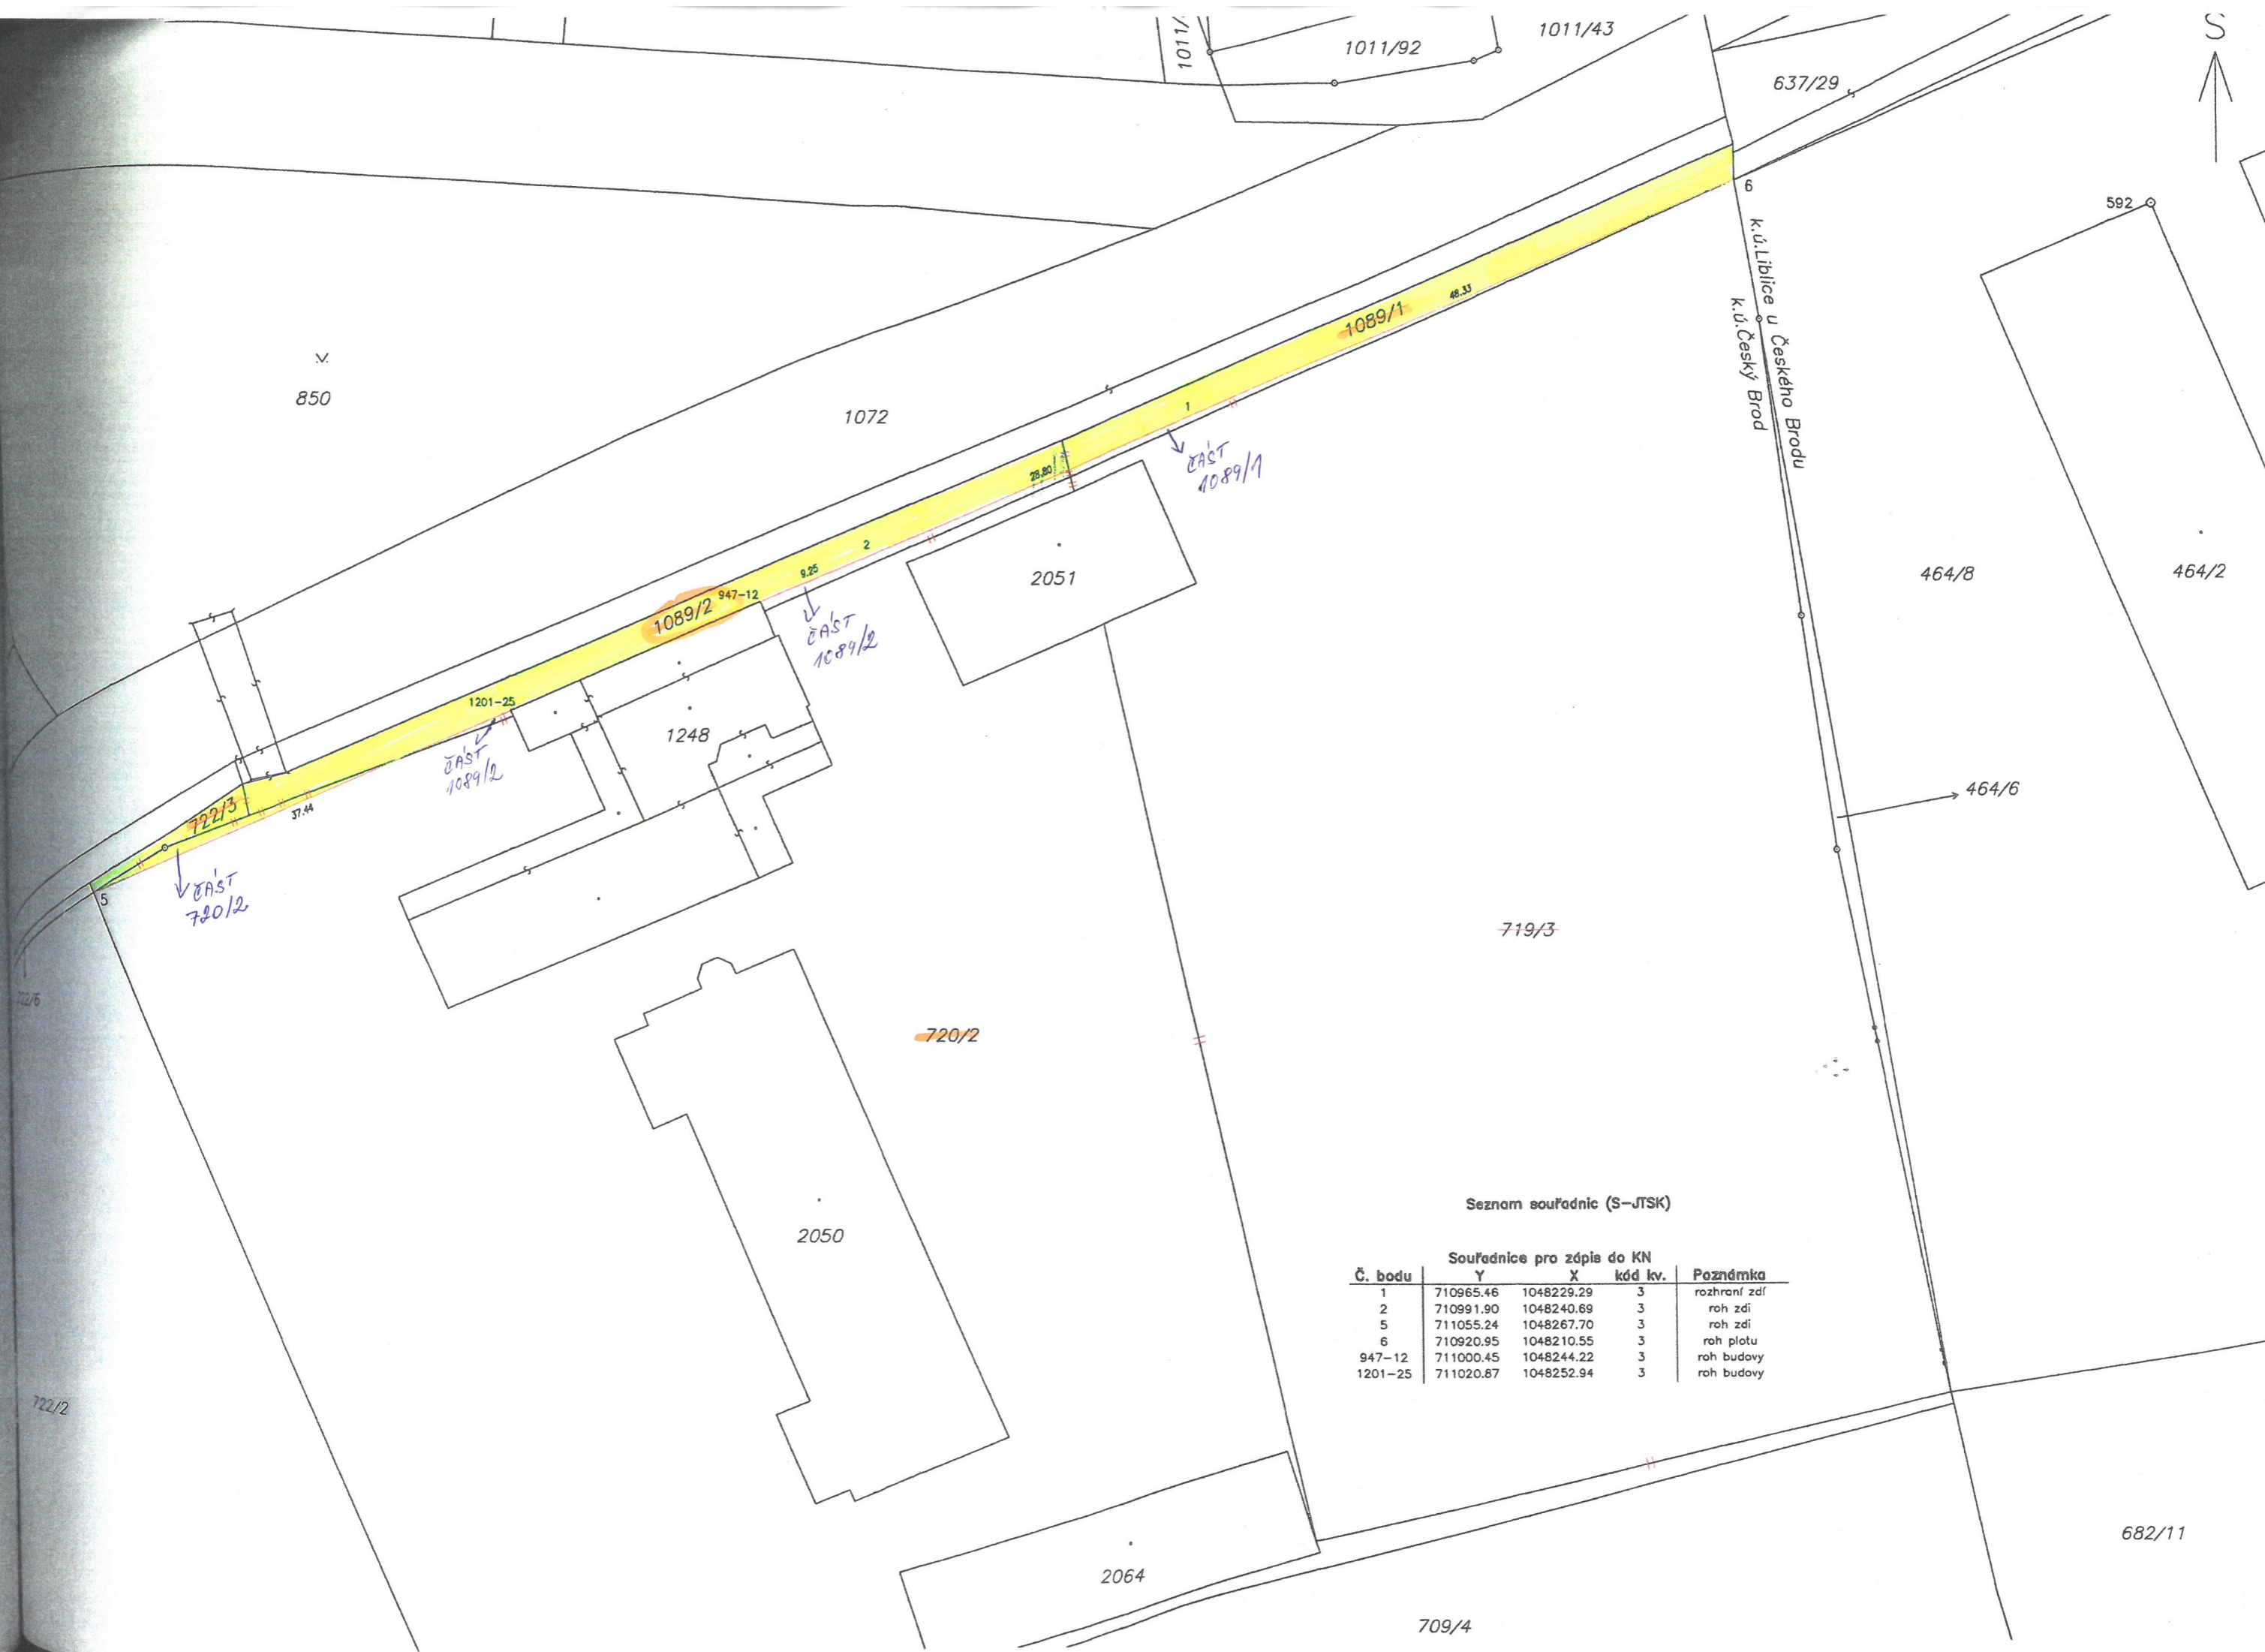 S
1011/
1011/92
1011/43
637/29
6
592
k.ú.Liblice u Českého Brodu
k.ú.Český Brod
850
1072
1089/1
48.33
1
ČÁST
1089/1
28.80
2
9.25
2051
464/8
464/2
1089/2
947-12
ČÁST
1089/2
1201-25
1248
ČÁST
1089/2
722/3
37.44
464/6
5
ČÁST
720/2
719/3
720/2
2050
722/2
Seznam souřadnic (S-JTSK)
Souřadnice pro zápis do KN
Č. bodu Y X kód kv. Poznámka
1 710965.46 1048229.29 3 rozhraní zdí
2 710991.90 1048240.69 3 roh zdi
5 711055.24 1048267.70 3 roh zdi
6 710920.95 1048210.55 3 roh plotu
947-12 711000.45 1048244.22 3 roh budovy
1201-25 711020.87 1048252.94 3 roh budovy
2064
682/11
709/4